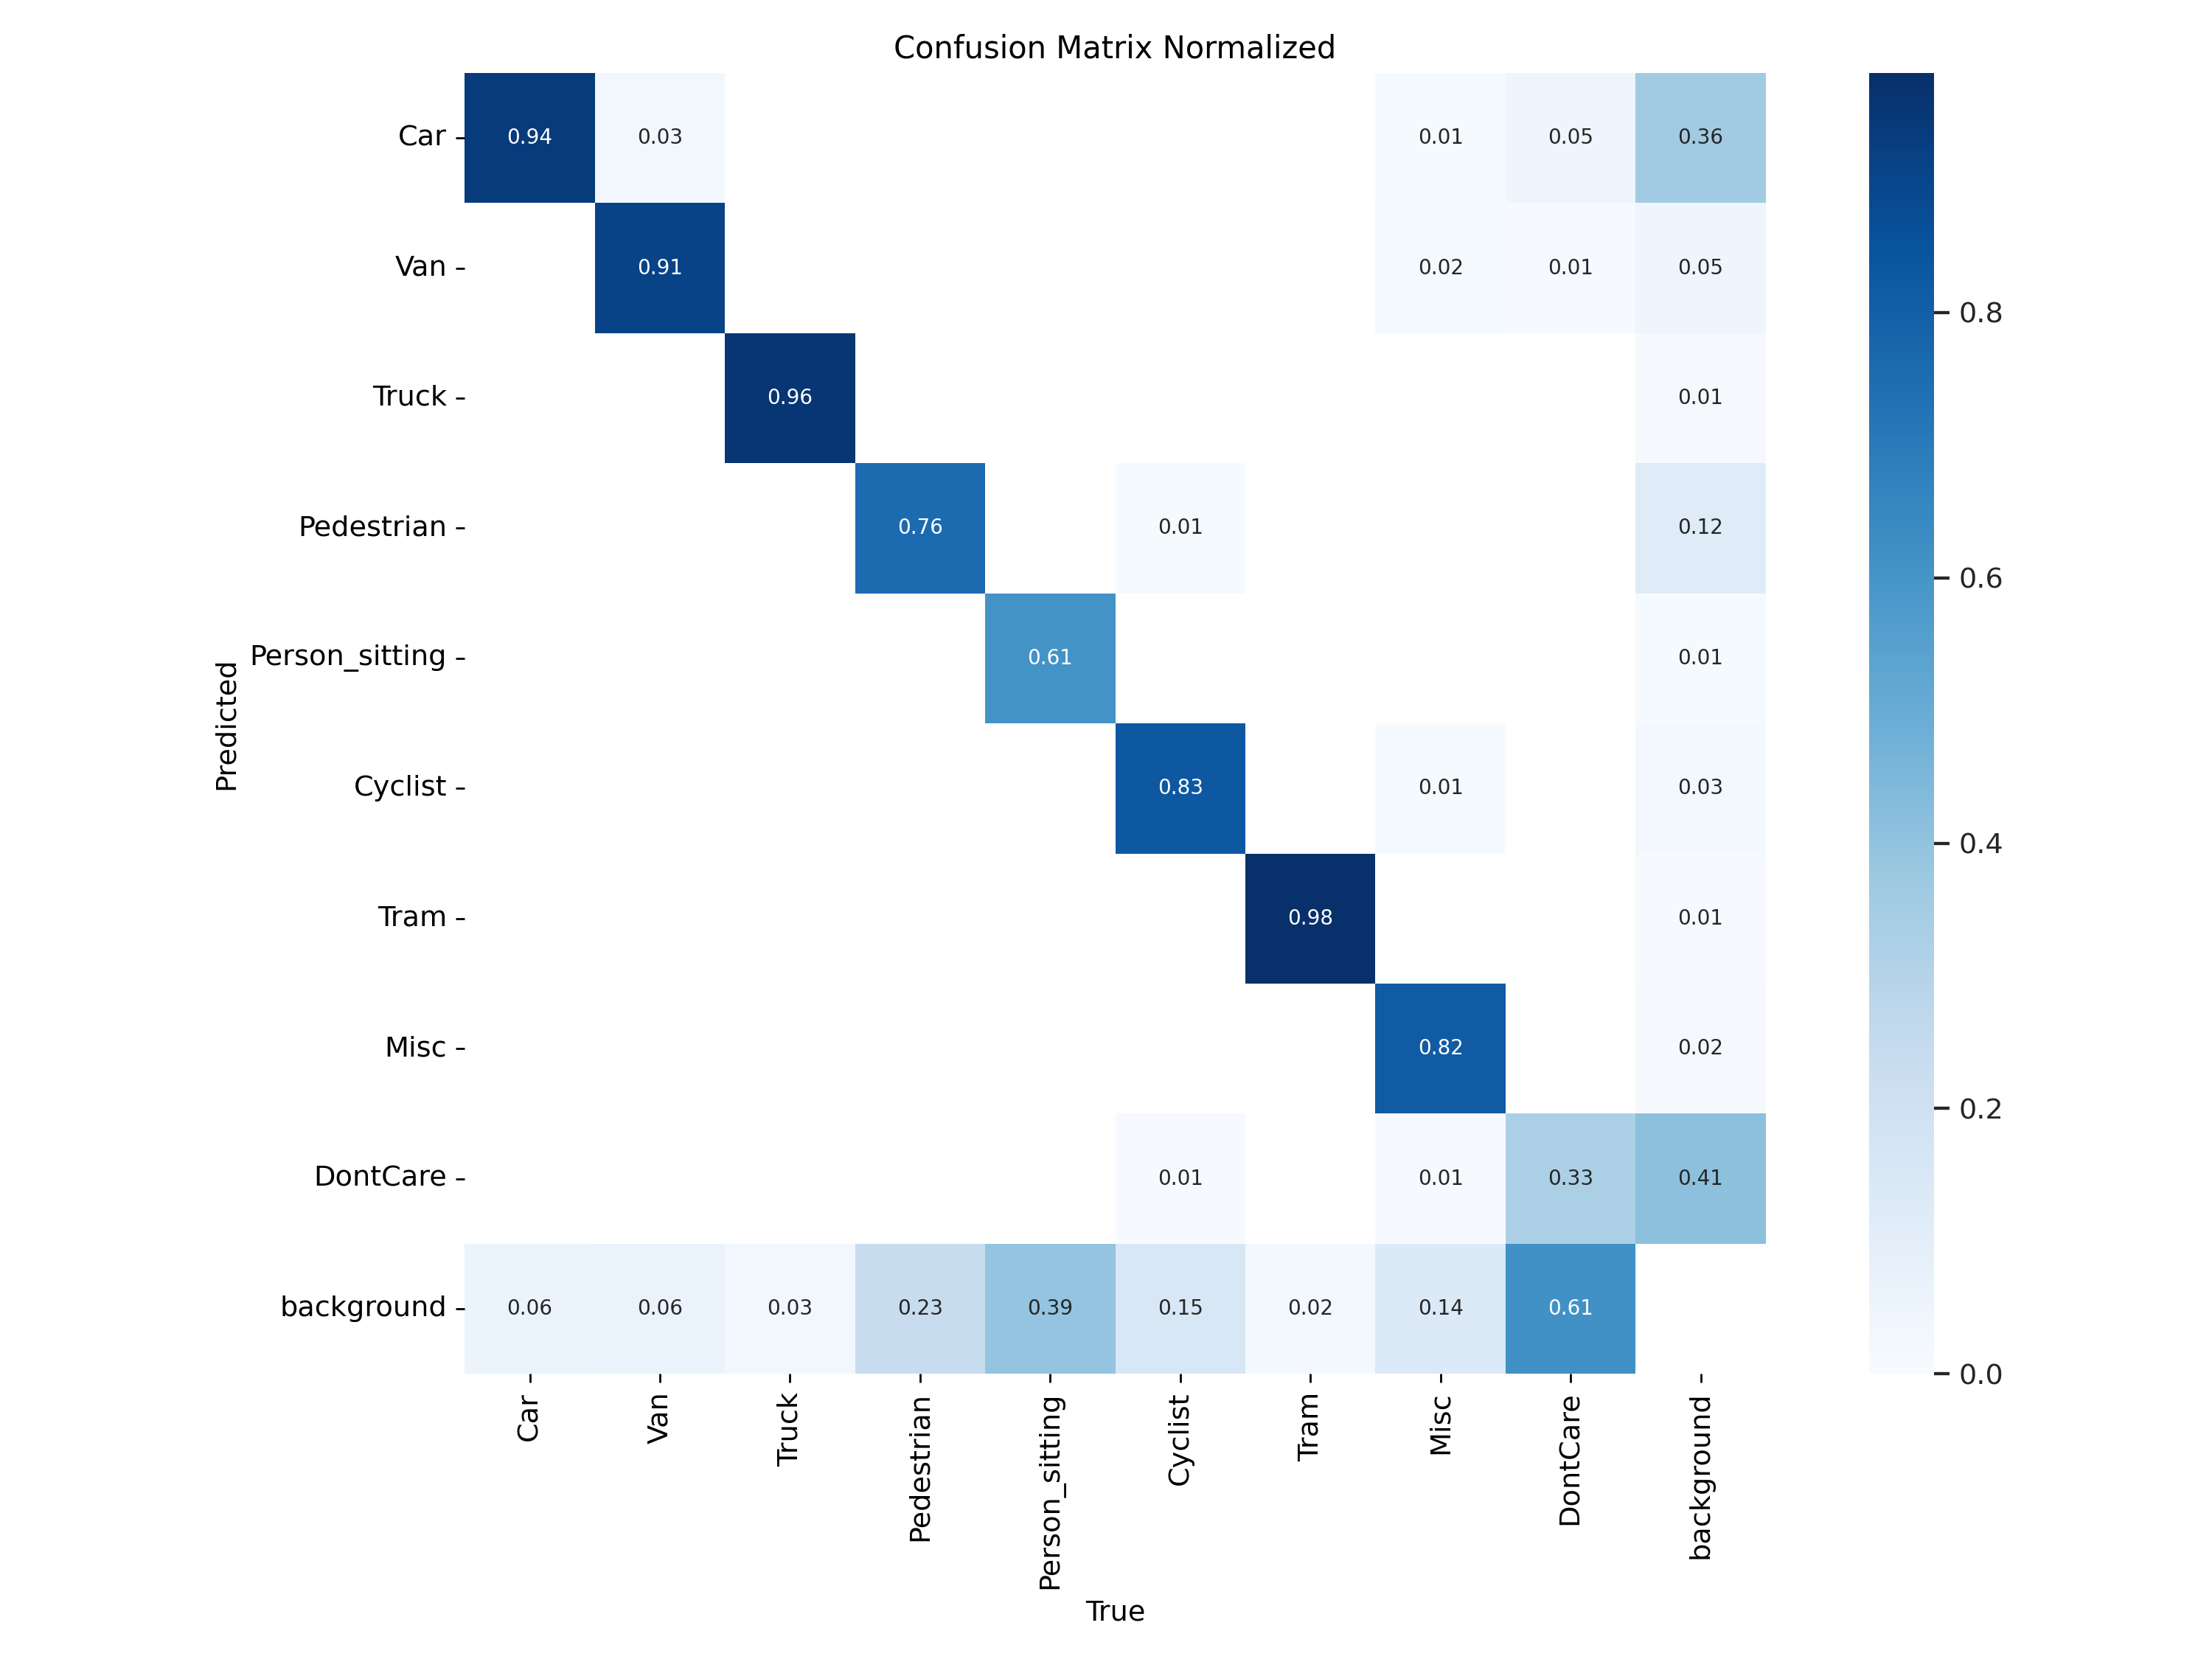 Confusion Matrix Normalized
Car 0.94 0.03 0.01 0.05 0.36
Van 0.91 0.02 0.01 0.05
Truck 0.96 0.01
Pedestrian 0.76 0.01 0.12
Person_sitting 0.61 0.01
Cyclist 0.83 0.01 0.03
Tram 0.98 0.01
Misc 0.82 0.02
DontCare 0.01 0.01 0.33 0.41
background 0.06 0.06 0.03 0.23 0.39 0.15 0.02 0.14 0.61
Predicted
Car Van Truck Pedestrian Person_sitting Cyclist Tram Misc DontCare background
True
0.8
0.6
0.4
0.2
0.0